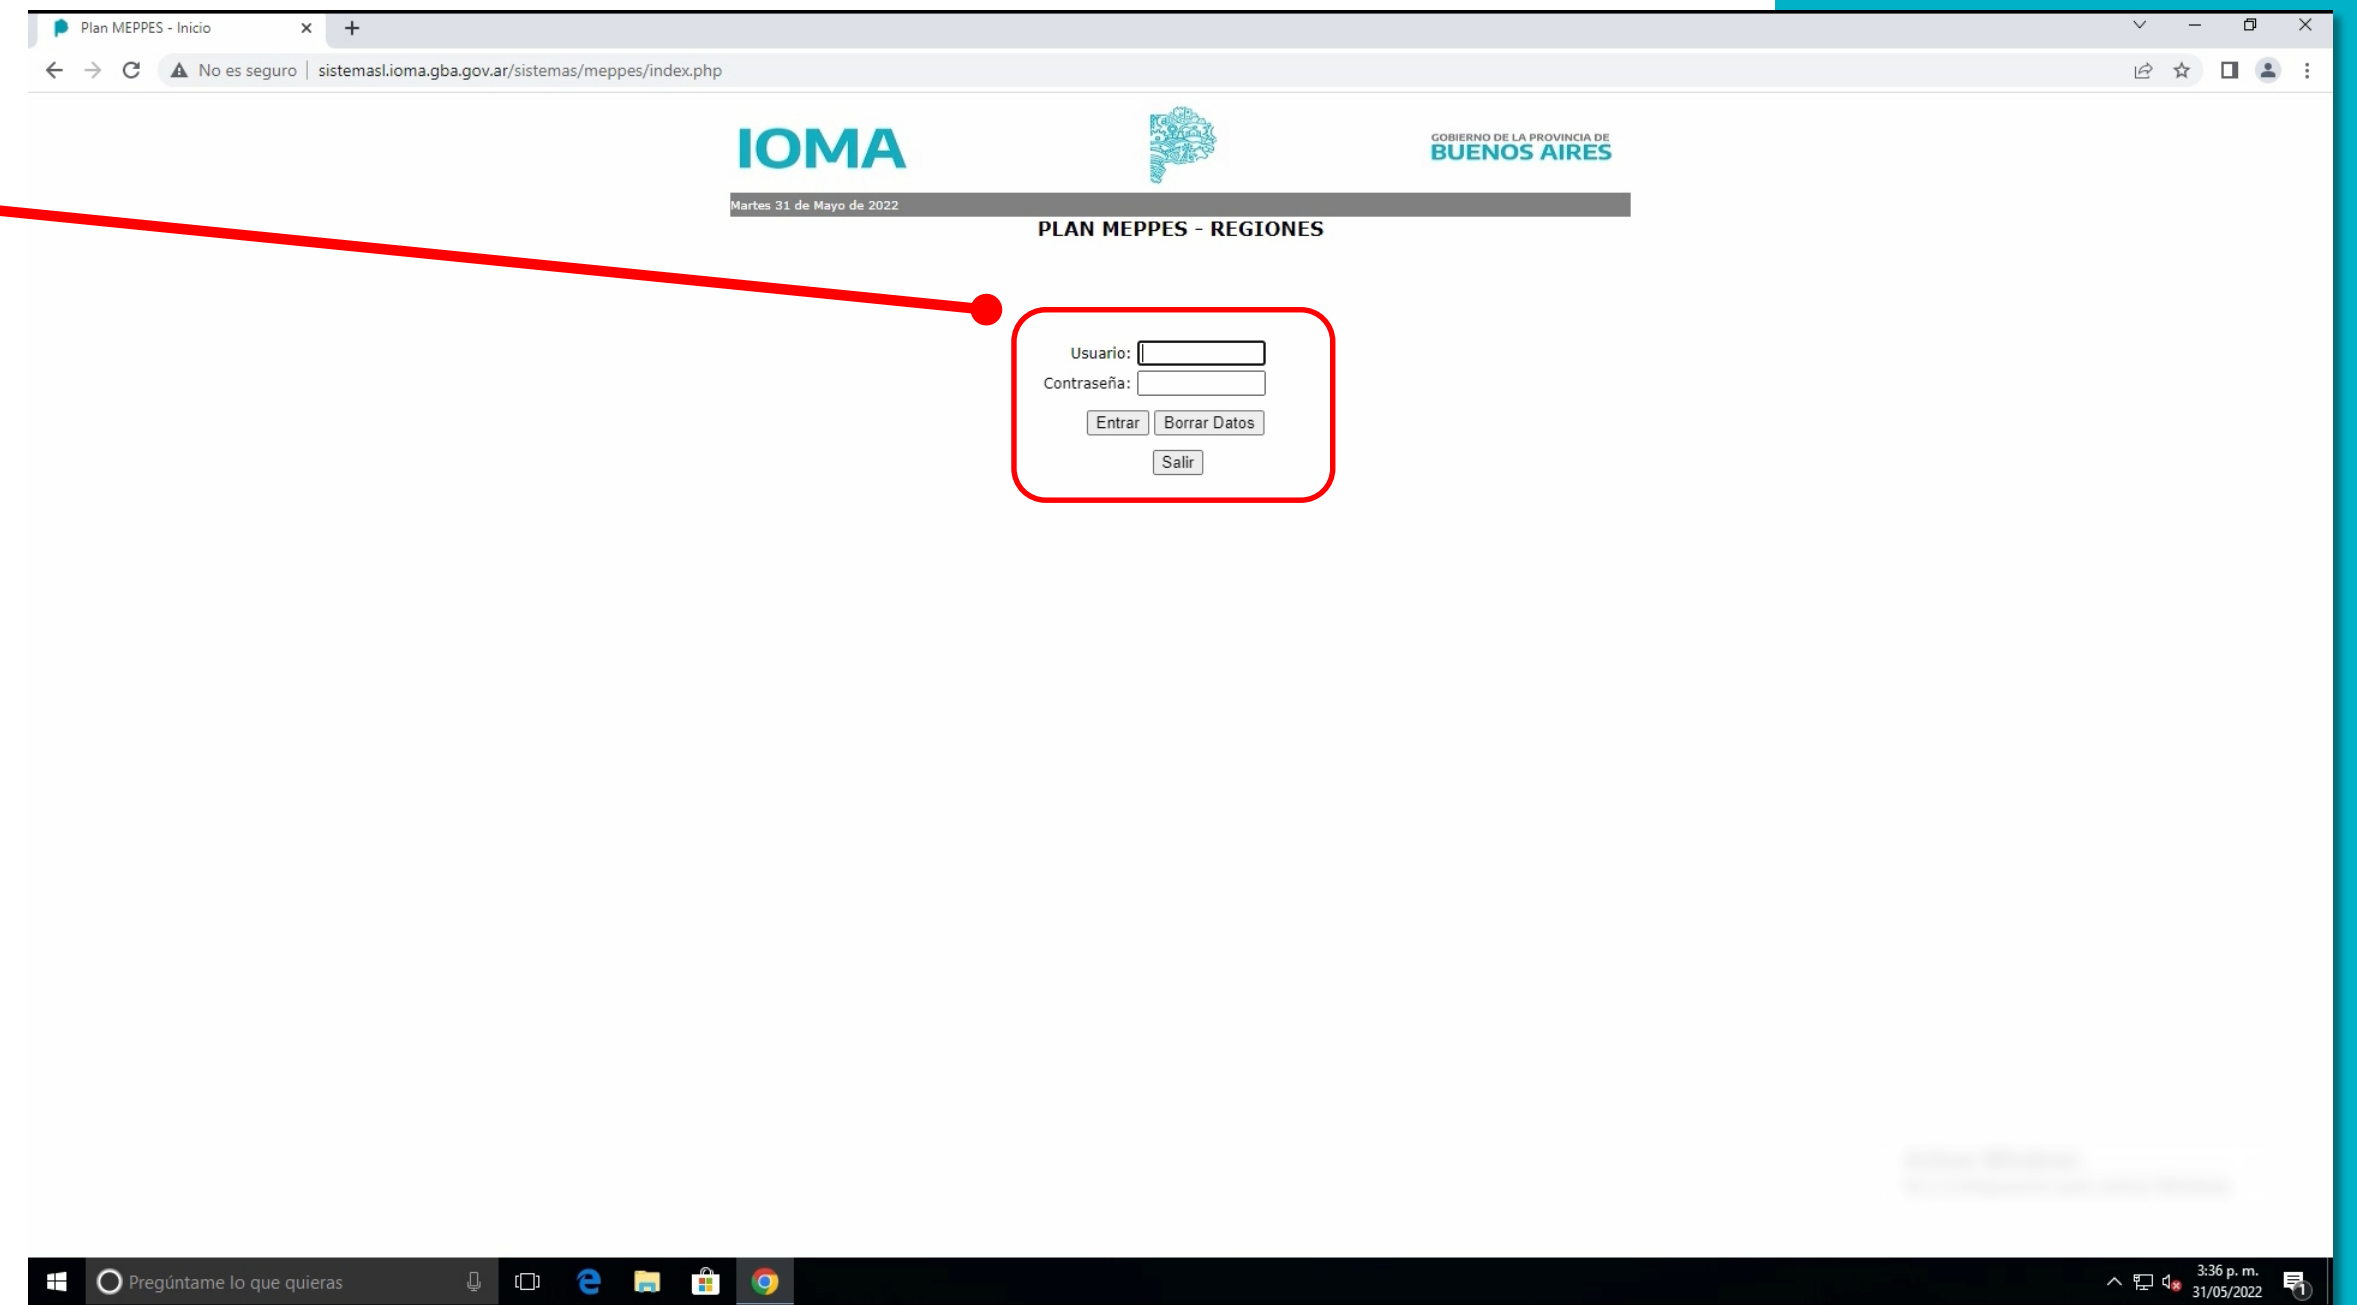 Plan MEPPES - Inicio
No es seguro | sistemasl.ioma.gba.gov.ar/sistemas/meppes/index.php
IOMA
GOBIERNO DE LA PROVINCIA DE
BUENOS AIRES
Martes 31 de Mayo de 2022
PLAN MEPPES - REGIONES
Usuario:
Contraseña:
Entrar Borrar Datos
Salir
Pregúntame lo que quieras
3:36 p. m.
31/05/2022
1